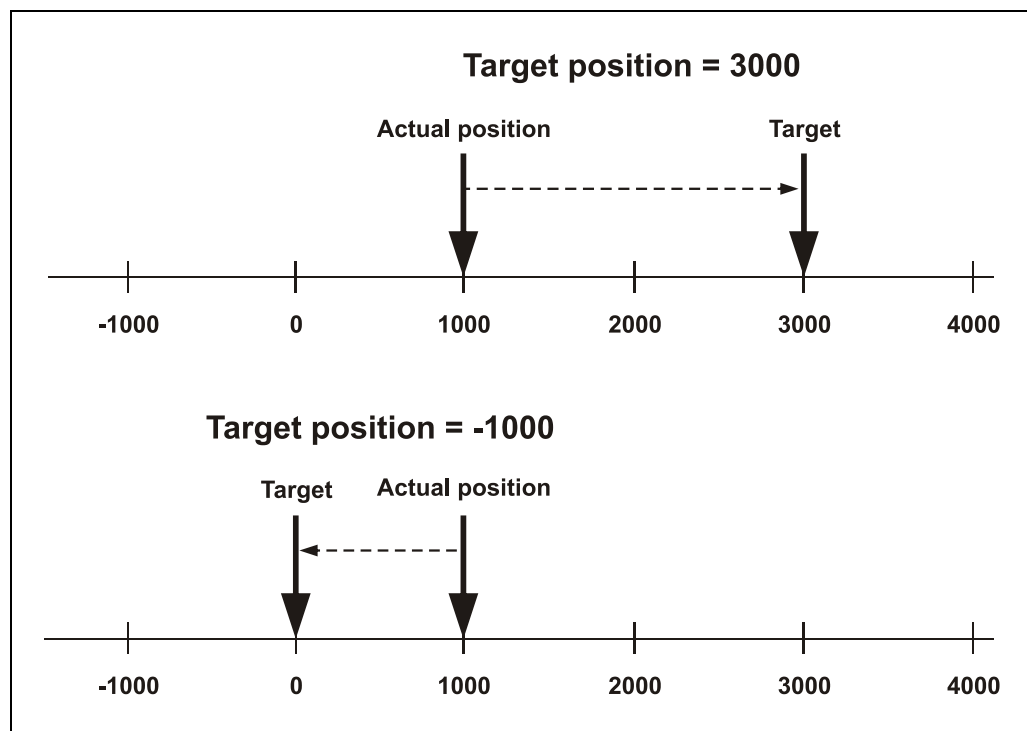 Target position = 3000
Actual position Target
-1000 0 1000 2000 3000 4000
Target position = -1000
Target Actual position
-1000 0 1000 2000 3000 4000